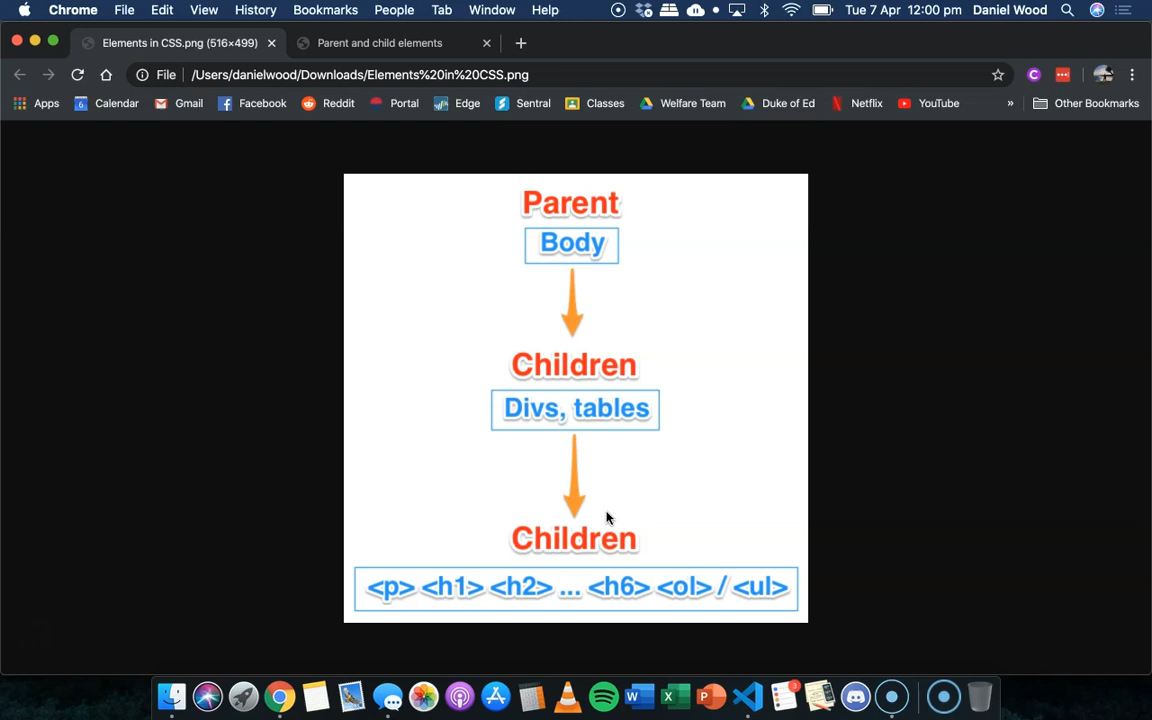 Chrome File Edit View History Bookmarks People Tab Window Help Tue 7 Apr 12:00 pm Daniel Wood
Elements in CSS.png (516×499) Parent and child elements
File /Users/danielwood/Downloads/Elements%20in%20CSS.png
Apps Calendar Gmail Facebook Reddit Portal Edge Sentral Classes Welfare Team Duke of Ed Netflix YouTube » Other Bookmarks
Parent
Body
Children
Divs, tables
Children
<p> <h1> <h2> ... <h6> <ol> / <ul>